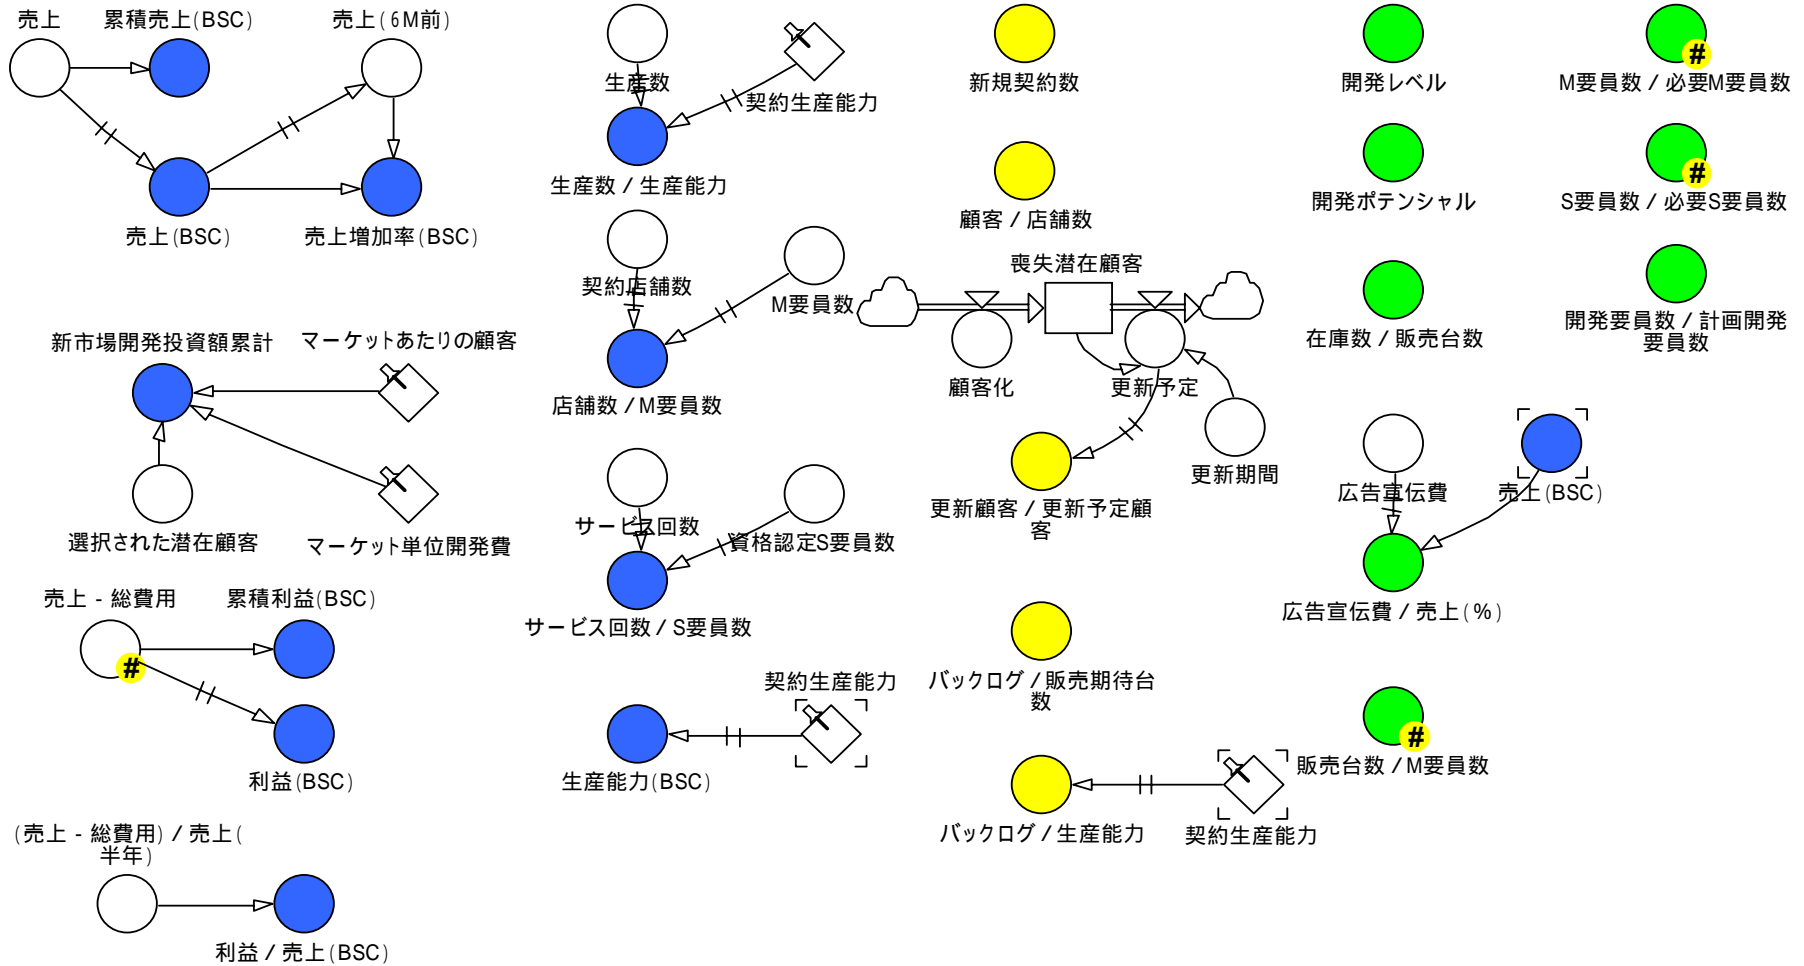 売上
累積売上(BSC)
売上(6M前)
売上(BSC)
売上増加率(BSC)
新市場開発投資額累計
マーケットあたりの顧客
選択された潜在顧客
マーケット単位開発費
売上 - 総費用
累積利益(BSC)
#
利益(BSC)
(売上 - 総費用) / 売上(
半年)
利益 / 売上(BSC)
生産数
契約生産能力
生産数 / 生産能力
契約店舗数
M要員数
店舗数 / M要員数
サービス回数
資格認定S要員数
サービス回数 / S要員数
契約生産能力
生産能力(BSC)
新規契約数
顧客 / 店舗数
喪失潜在顧客
顧客化
更新予定
更新期間
更新顧客 / 更新予定顧
客
バックログ / 販売期待台
数
バックログ / 生産能力
契約生産能力
開発レベル
開発ポテンシャル
在庫数 / 販売台数
広告宣伝費
売上(BSC)
広告宣伝費 / 売上(%)
#
販売台数 / M要員数
#
M要員数 / 必要M要員数
#
S要員数 / 必要S要員数
開発要員数 / 計画開発
要員数